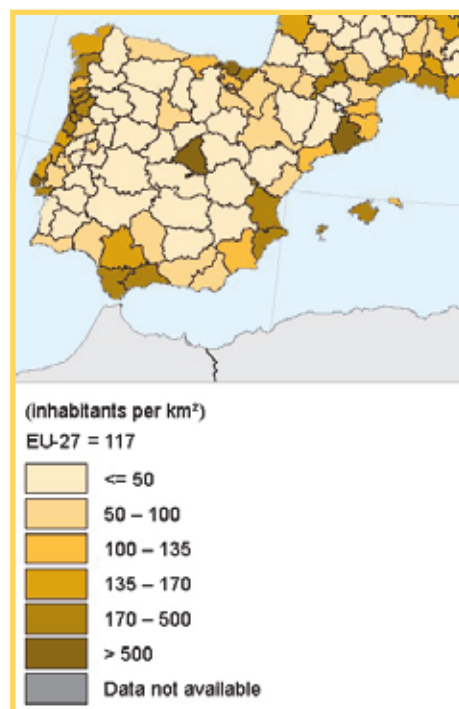 (inhabitants per km²)
EU-27 = 117
<= 50
50 – 100
100 – 135
135 – 170
170 – 500
> 500
Data not available